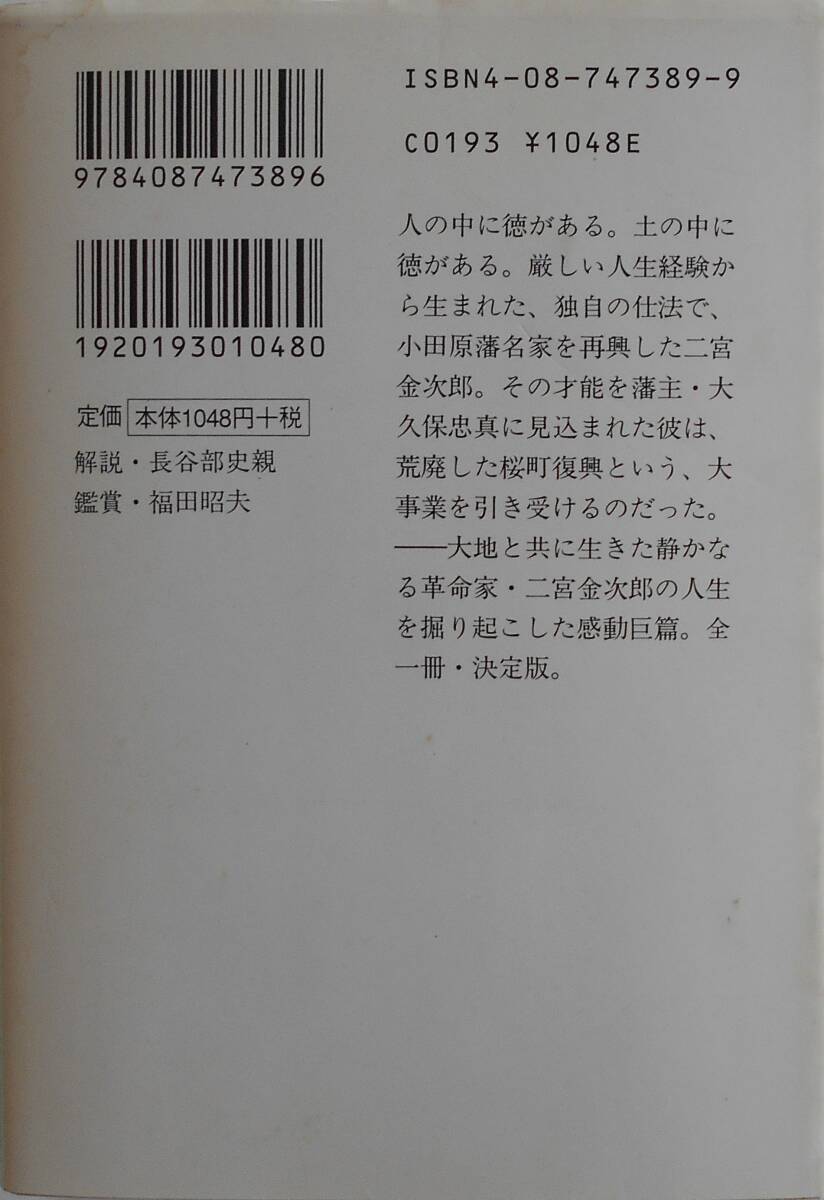 ISBN4-08-747389-9
C0193 ¥1048E
9784087473896
1920193010480
定価 本体1048円+税
解説・長谷部史親
鑑賞・福田昭夫
人の中に徳がある。土の中に
徳がある。厳しい人生経験か
ら生まれた、独自の仕法で、
小田原藩名家を再興した二宮
金次郎。その才能を藩主・大
久保忠真に見込まれた彼は、
荒廃した桜町復興という、大
事業を引き受けるのだった。
──大地と共に生きた静かな
る革命家・二宮金次郎の人生
を掘り起こした感動巨篇。全
一冊・決定版。